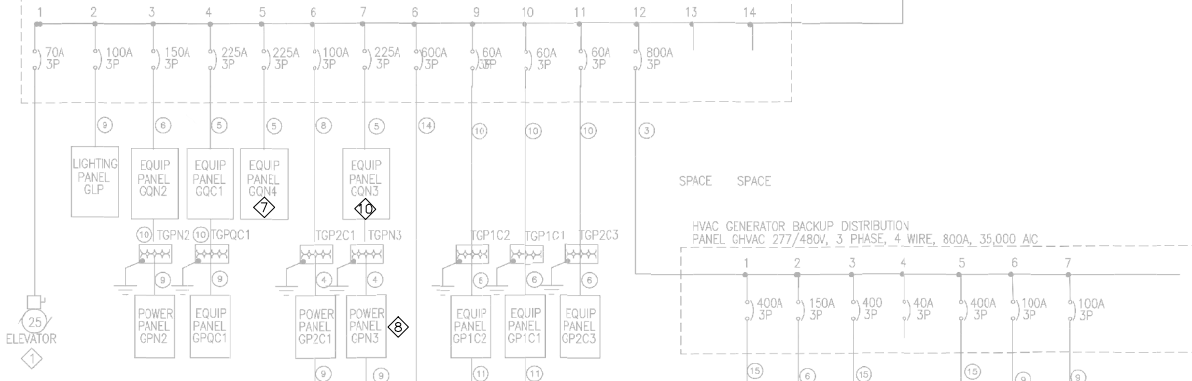 1 2 3 4 5 6 7 8 9 10 11 12 13 14
70A 3P
100A 3P
150A 3P
225A 3P
225A 3P
100A 3P
225A 3P
600A 3P
60A 3P
60A 3P
60A 3P
800A 3P
9 6 5 5 8 5 14 10 10 10 3
LIGHTING
PANEL
GLP
EQUIP
PANEL
GQN2
EQUIP
PANEL
GQC1
EQUIP
PANEL
GQN4
7
EQUIP
PANEL
GQN3
10
SPACE SPACE
10 TGPN2 10 TGPQC1 TGP2C1 TGPN3 TGP1C2 TGP1C1 TGP2C3
9 9 4 4 6 6 6
HVAC GENERATOR BACKUP DISTRIBUTION
PANEL GHVAC 277/480V, 3 PHASE, 4 WIRE, 800A, 35,000 AIC
1 2 3 4 5 6 7
400A 3P
150A 3P
400 3P
40A 3P
400A 3P
100A 3P
100A 3P
25
ELEVATOR
1
POWER
PANEL
GPN2
EQUIP
PANEL
GPQC1
POWER
PANEL
GP2C1
POWER
PANEL
GPN3
8
EQUIP
PANEL
GP1C2
EQUIP
PANEL
GP1C1
EQUIP
PANEL
GP2C3
9 9 11 11 15 6 15 15 9 9